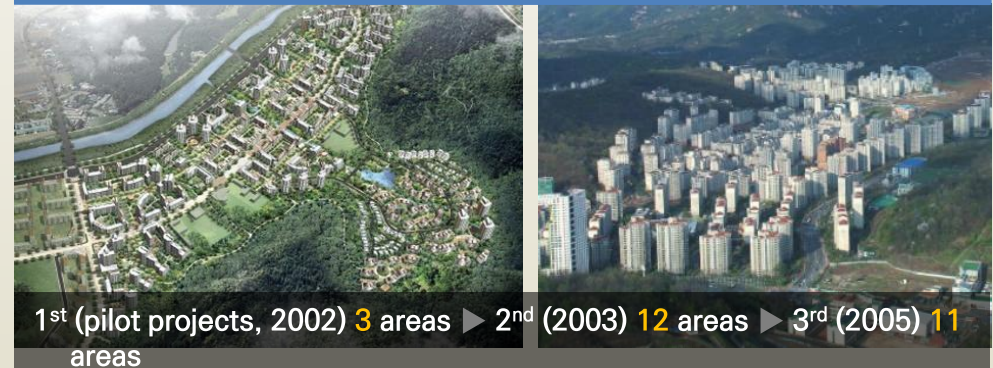 1st (pilot projects, 2002) 3 areas ▶ 2nd (2003) 12 areas ▶ 3rd (2005) 11
areas